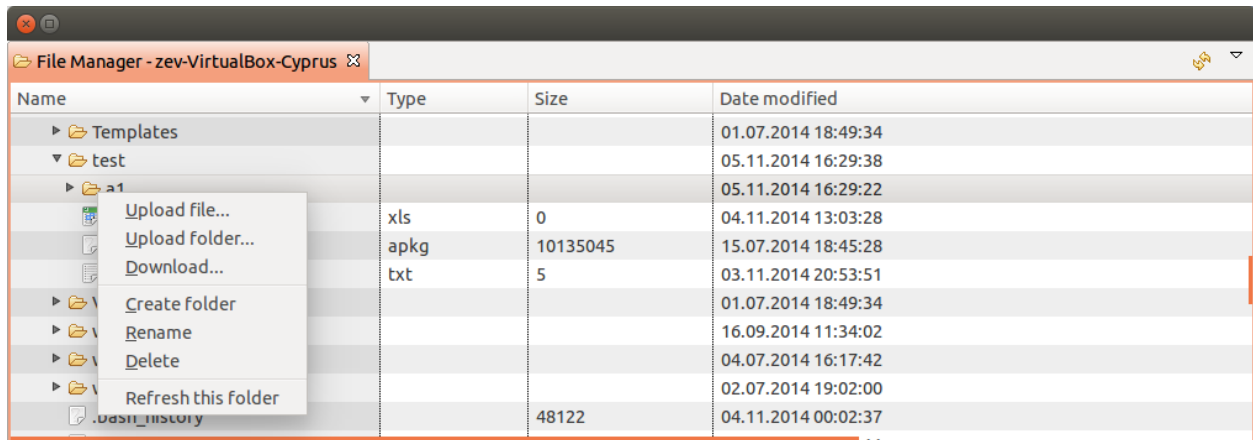 File Manager - zev-VirtualBox-Cyprus
Name Type Size Date modified
Templates 01.07.2014 18:49:34
test 05.11.2014 16:29:38
a1 05.11.2014 16:29:22
Upload file...
xls 0 04.11.2014 13:03:28
Upload folder...
apkg 10135045 15.07.2014 18:45:28
Download...
txt 5 03.11.2014 20:53:51
Create folder
01.07.2014 18:49:34
Rename
16.09.2014 11:34:02
Delete
04.07.2014 16:17:42
Refresh this folder
02.07.2014 19:02:00
.bash_history 48122 04.11.2014 00:02:37